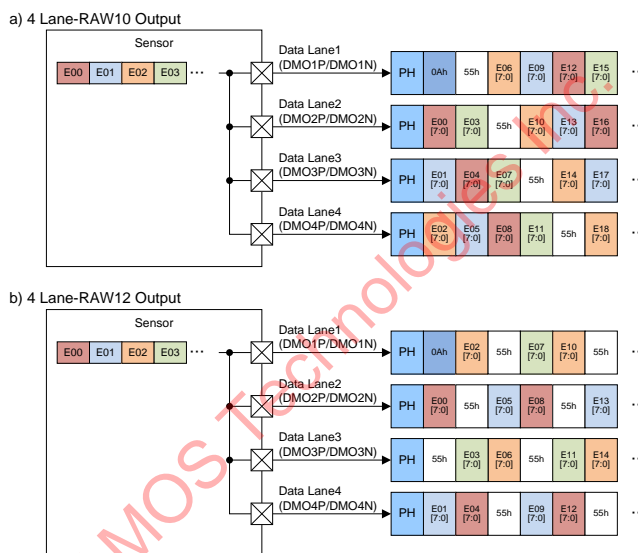 a) 4 Lane-RAW10 Output
Sensor
E00 E01 E02 E03 ···
Data Lane1
(DMO1P/DMO1N)
PH 0Ah 55h E06 [7:0] E09 [7:0] E12 [7:0] E15 [7:0]
Data Lane2
(DMO2P/DMO2N)
PH E00 [7:0] E03 [7:0] 55h E10 [7:0] E13 [7:0] E16 [7:0]
Data Lane3
(DMO3P/DMO3N)
PH E01 [7:0] E04 [7:0] E07 [7:0] 55h E14 [7:0] E17 [7:0]
Data Lane4
(DMO4P/DMO4N)
PH E02 [7:0] E05 [7:0] E08 [7:0] E11 [7:0] 55h E18 [7:0]
b) 4 Lane-RAW12 Output
Sensor
E00 E01 E02 E03 ···
Data Lane1
(DMO1P/DMO1N)
PH 0Ah E02 [7:0] 55h E07 [7:0] E10 [7:0] 55h
Data Lane2
(DMO2P/DMO2N)
PH E00 [7:0] 55h E05 [7:0] E08 [7:0] 55h E13 [7:0]
Data Lane3
(DMO3P/DMO3N)
PH 55h E03 [7:0] E06 [7:0] 55h E11 [7:0] E14 [7:0]
Data Lane4
(DMO4P/DMO4N)
PH E01 [7:0] E04 [7:0] 55h E09 [7:0] E12 [7:0] 55h
MOS Technologies Inc.